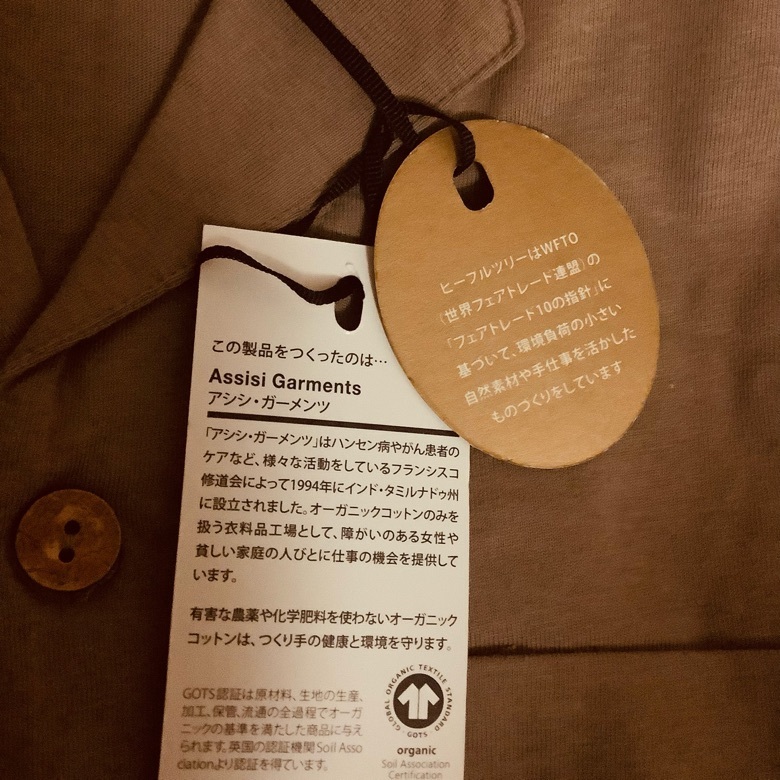 ピープルツリーはWFTO
(世界フェアトレード連盟)の
「フェアトレード10の指針」に
基づいて、環境負荷の小さい
自然素材や手仕事を活かした
ものづくりをしています
この製品をつくったのは…
Assisi Garments
アシシ・ガーメンツ
「アシシ・ガーメンツ」はハンセン病やがん患者の
ケアなど、様々な活動をしているフランシスコ
修道会によって1994年にインド・タミルナドゥ州
に設立されました。オーガニックコットンのみを
扱う衣料品工場として、障がいのある女性や
貧しい家庭の人びとに仕事の機会を提供して
います。
有害な農薬や化学肥料を使わないオーガニック
コットンは、つくり手の健康と環境を守ります。
GOTS認証は原材料、生地の生産、
加工、保管、流通の全過程でオーガ
ニックの基準を満たした商品に与え
られます。英国の認証機関Soil Asso
ciationより認証を得ています。
GLOBAL ORGANIC TEXTILE STANDARD
GOTS
organic
Soil Association
Certification